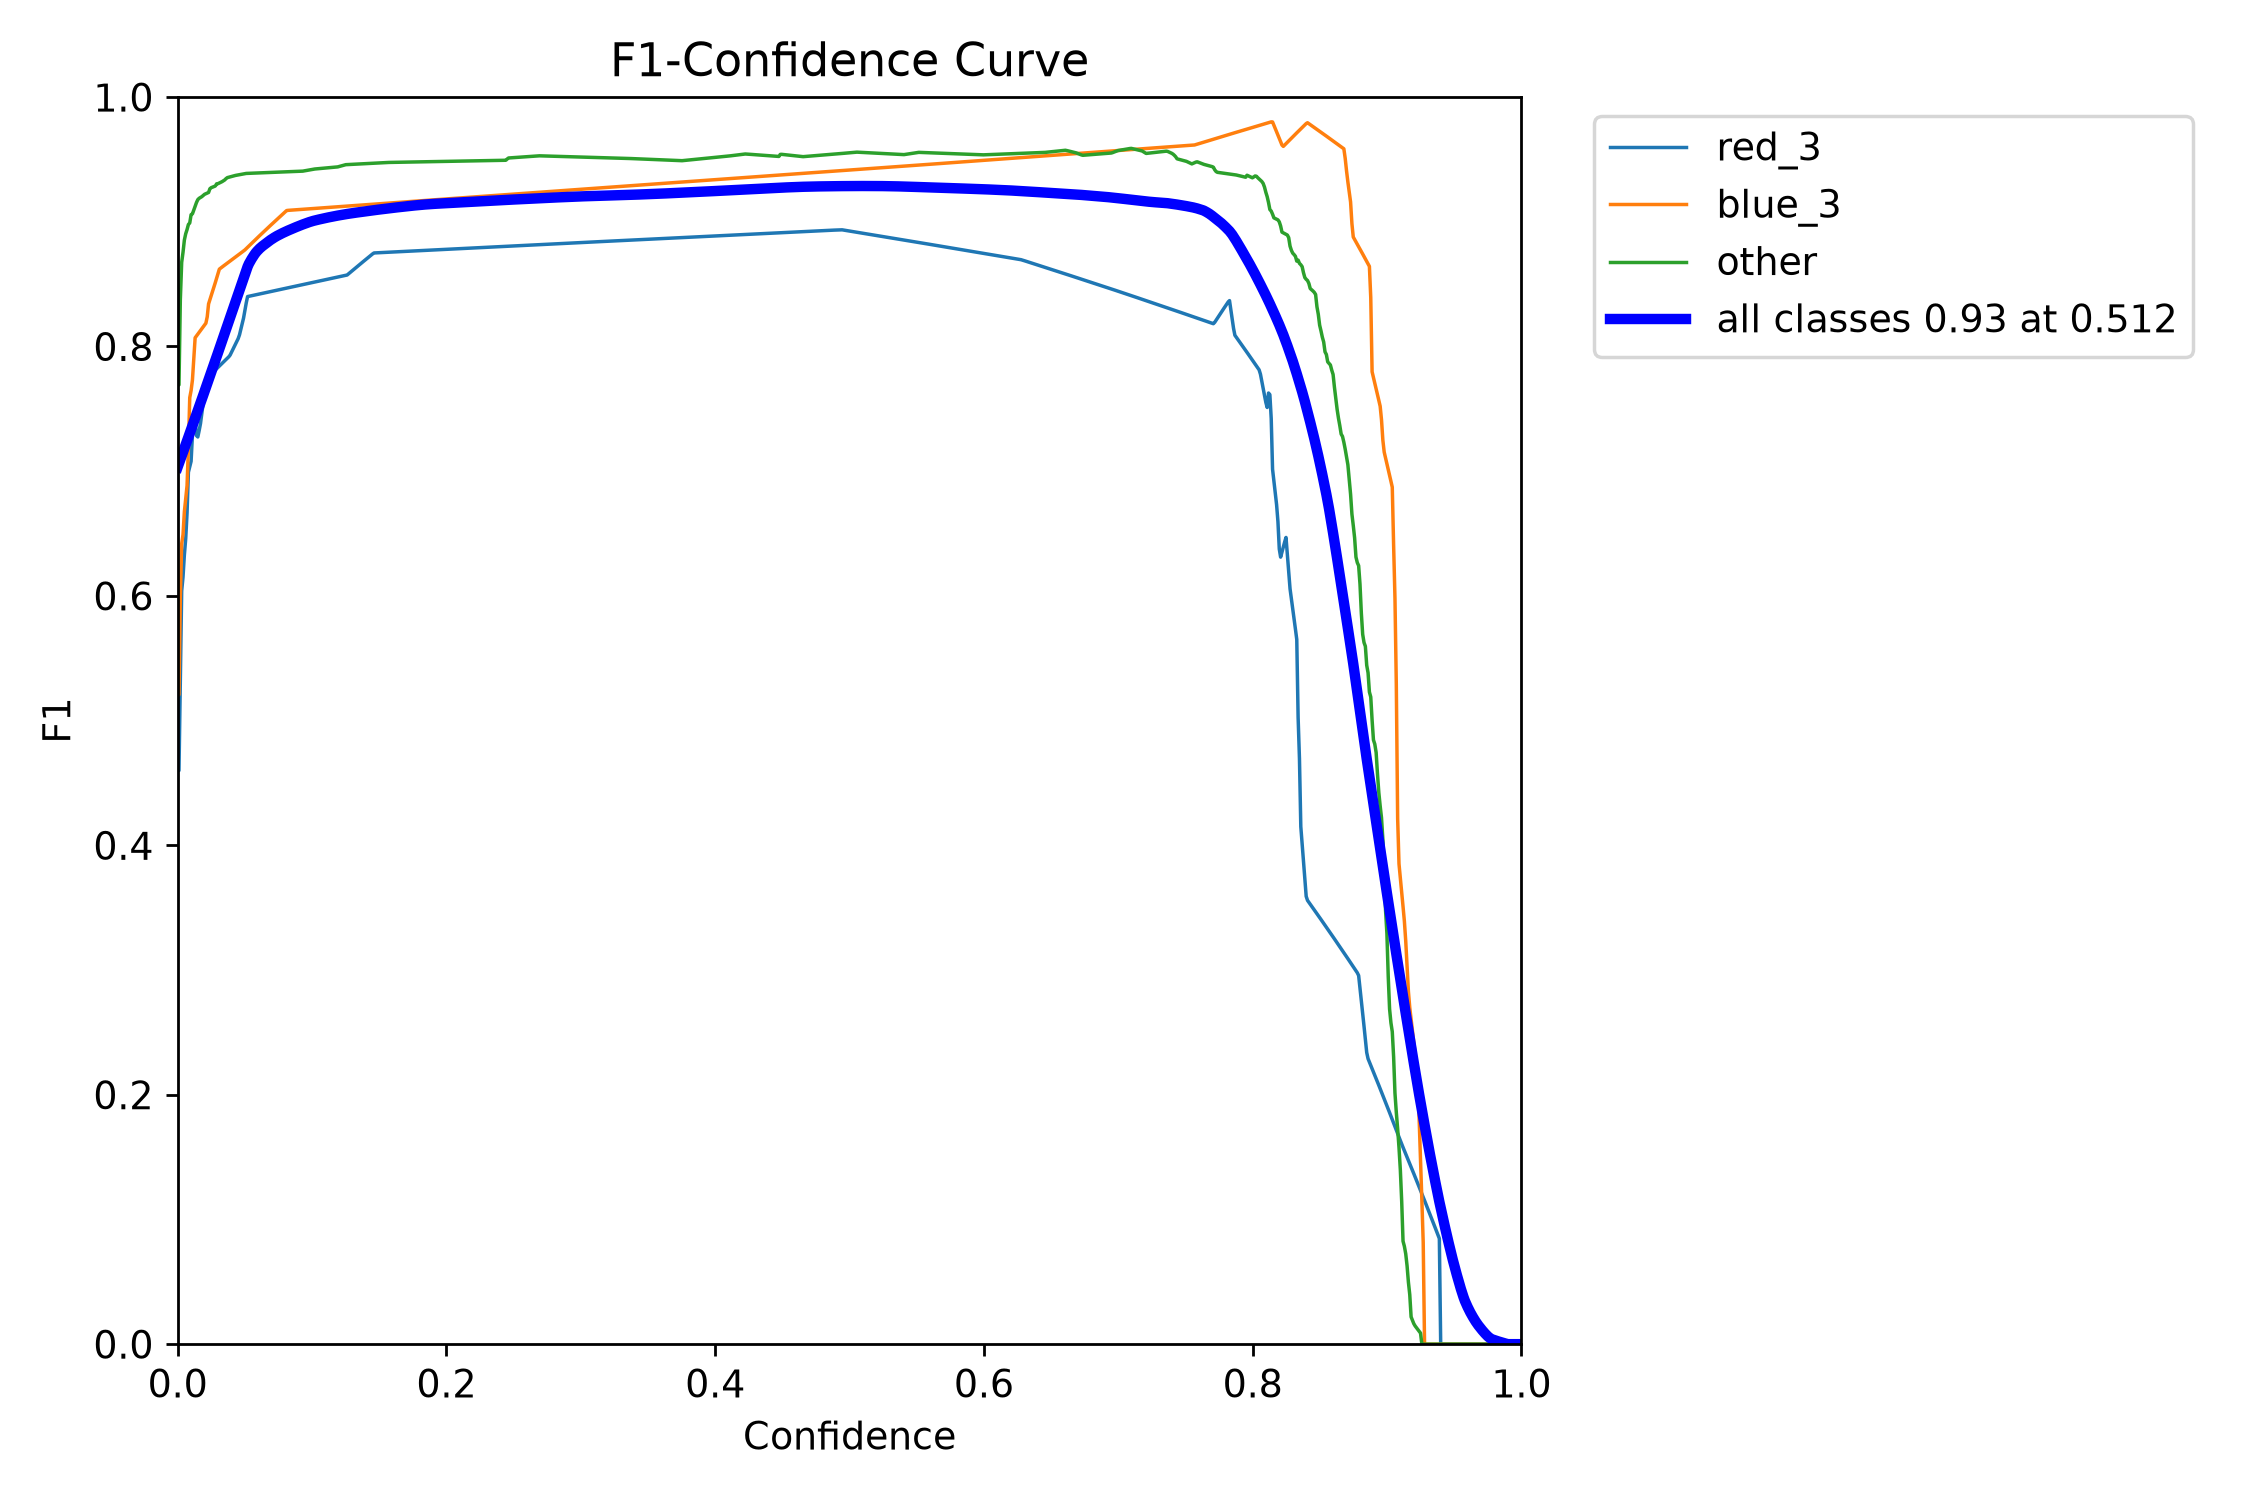 F1-Confidence Curve
1.0
0.8
0.6
0.4
0.2
0.0
F1
0.0 0.2 0.4 0.6 0.8 1.0
Confidence
red_3
blue_3
other
all classes 0.93 at 0.512